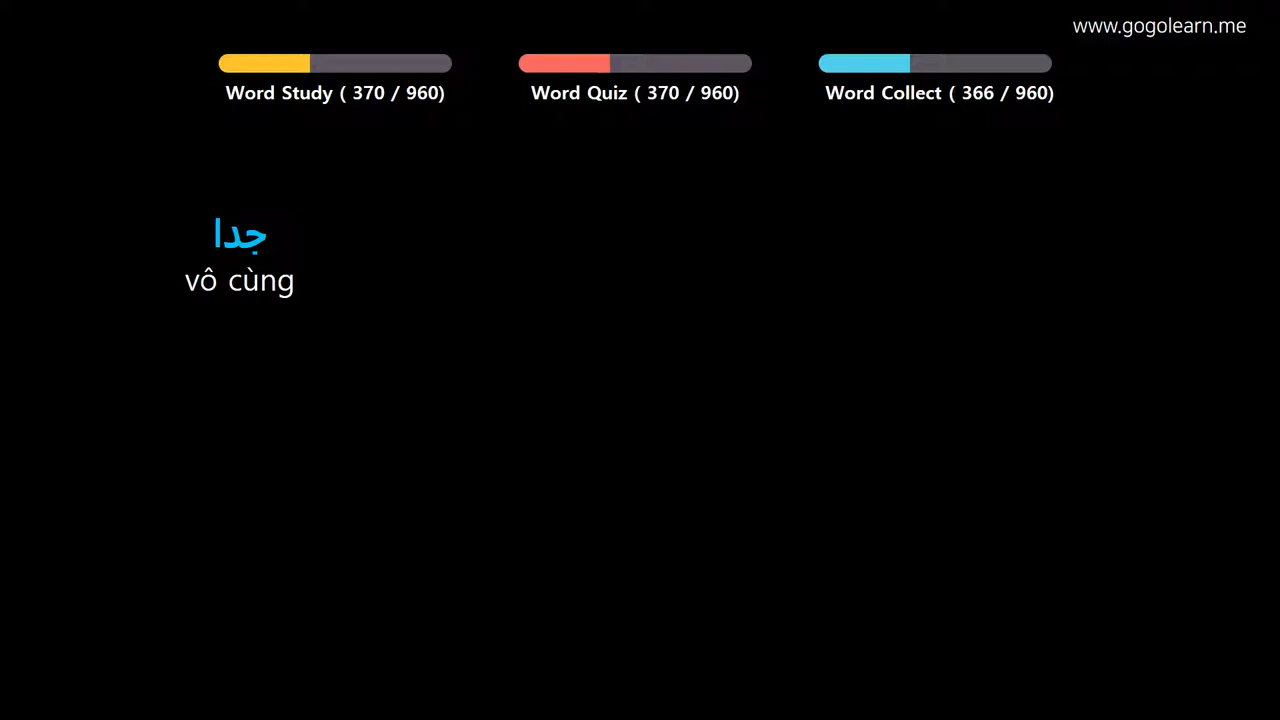 www.gogolearn.me
Word Study ( 370 / 960)
Word Quiz ( 370 / 960)
Word Collect ( 366 / 960)
جدا
vô cùng